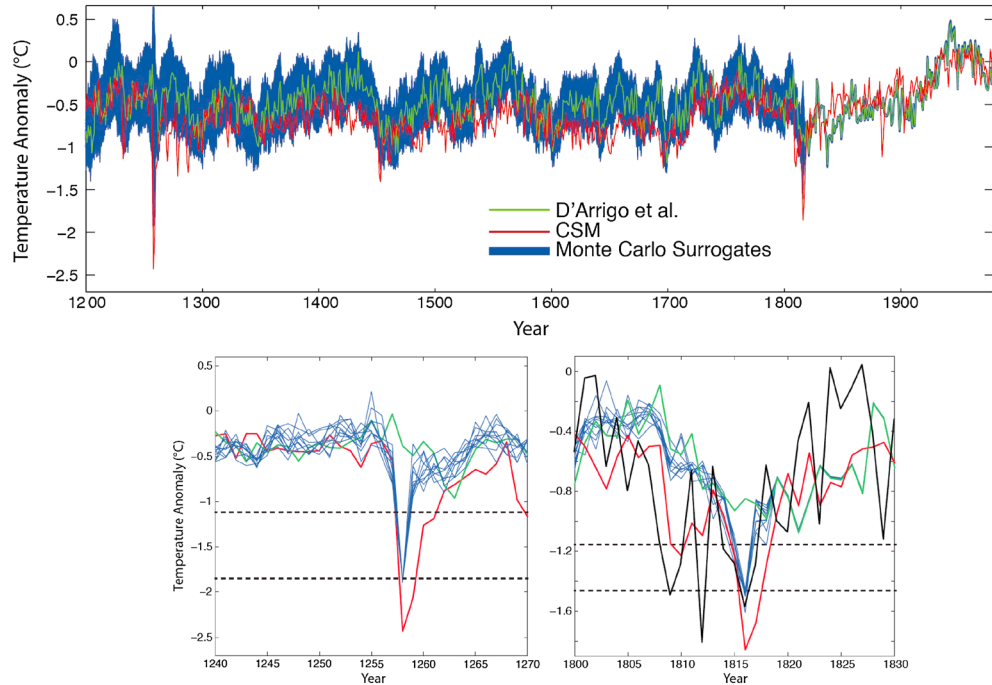 Temperature Anomaly (°C)
0.5
0
−0.5
−1
−1.5
−2
−2.5
D'Arrigo et al.
CSM
Monte Carlo Surrogates
1200 1300 1400 1500 1600 1700 1800 1900
Year
Temperature Anomaly (°C)
0.5
0
−0.5
−1
−1.5
−2
−2.5
1240 1245 1250 1255 1260 1265 1270
Year
0
−0.4
−0.8
−1.2
−1.6
1800 1805 1810 1815 1820 1825 1830
Year